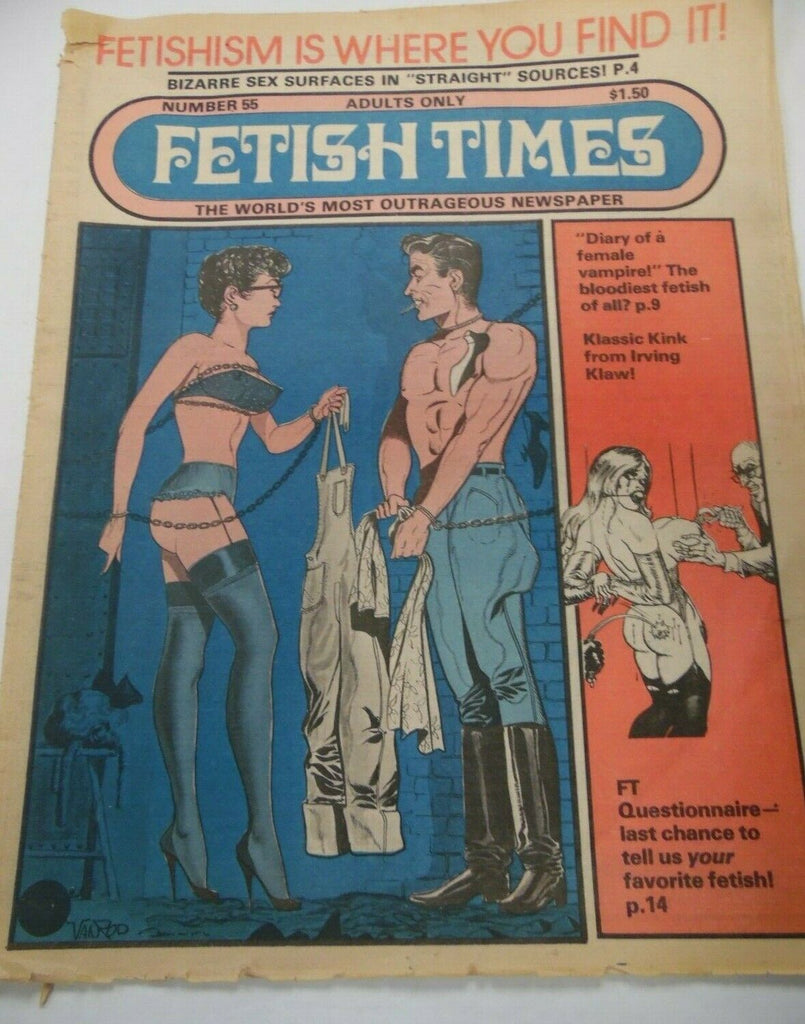 FETISHISM IS WHERE YOU FIND IT!
BIZARRE SEX SURFACES IN "STRAIGHT" SOURCES! P.4
NUMBER 55 ADULTS ONLY $1.50
FETISH TIMES
THE WORLD'S MOST OUTRAGEOUS NEWSPAPER
"Diary of a
female
vampire!" The
bloodiest fetish
of all? p.9
Klassic Kink
from Irving
Klaw!
FT
Questionnaire—
last chance to
tell us your
favorite fetish!
p.14
VANROD